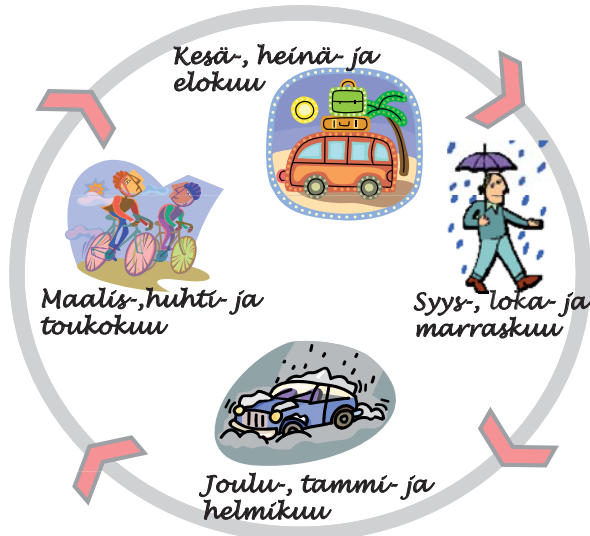 Kesä-, heinä- ja
elokuu
Maalis-,huhti- ja
toukokuu
Syys-, loka- ja
marraskuu
Joulu-, tammi- ja
helmikuu